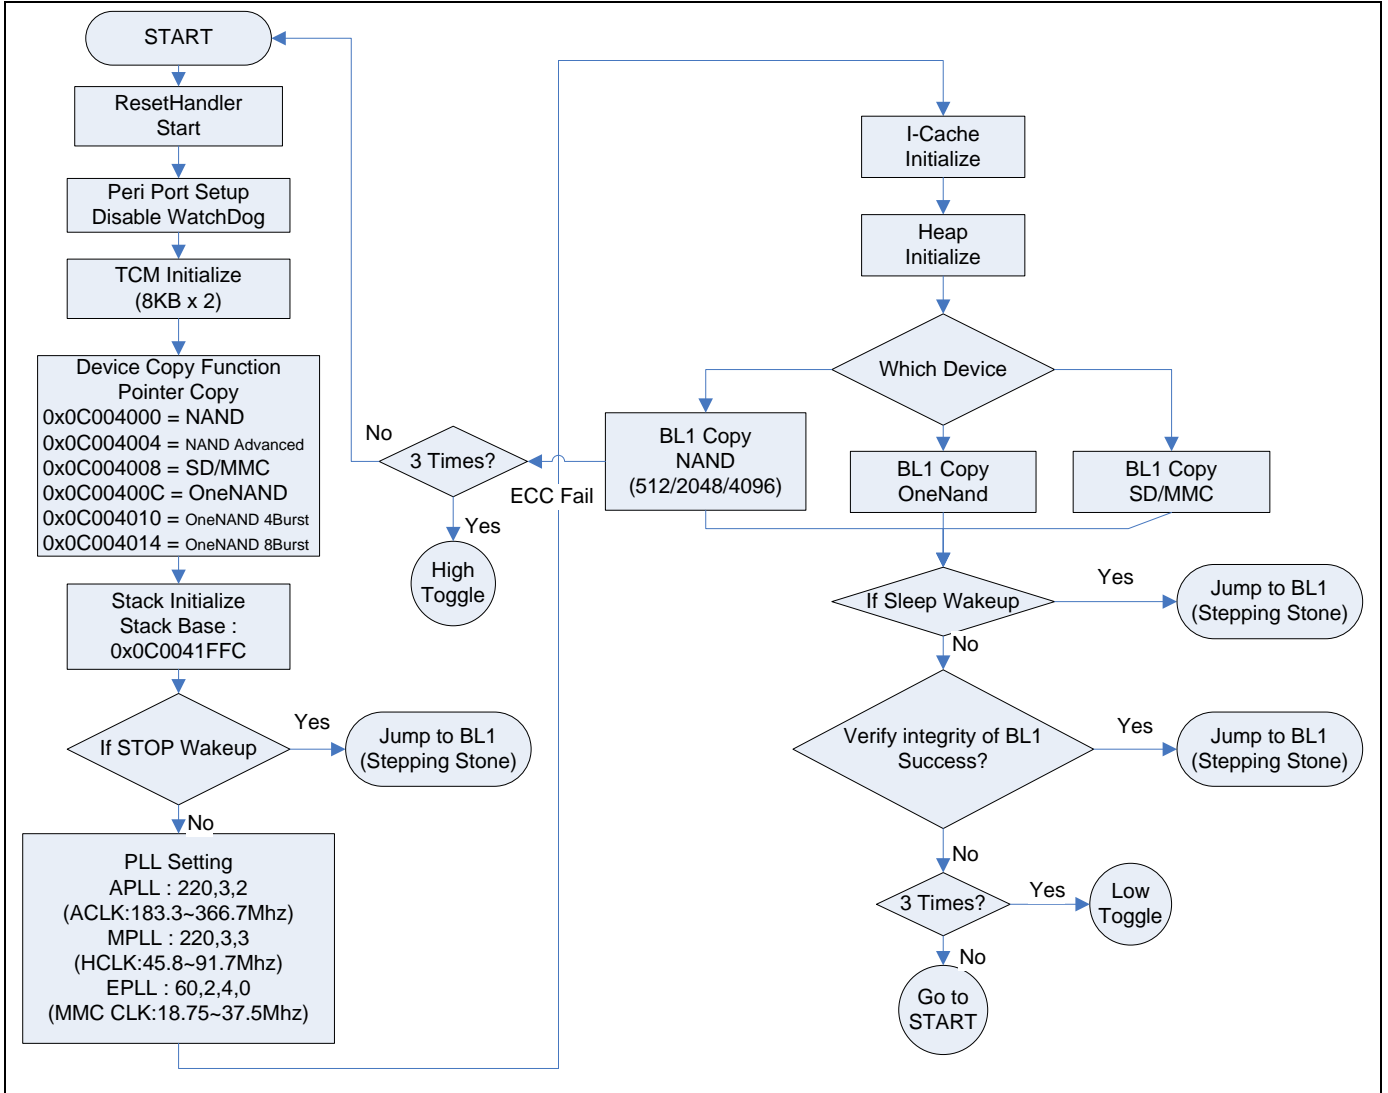 START
ResetHandler
Start
Peri Port Setup
Disable WatchDog
TCM Initialize
(8KB x 2)
Device Copy Function
Pointer Copy
0x0C004000 = NAND
0x0C004004 = NAND Advanced
0x0C004008 = SD/MMC
0x0C00400C = OneNAND
0x0C004010 = OneNAND 4Burst
0x0C004014 = OneNAND 8Burst
Stack Initialize
Stack Base :
0x0C0041FFC
If STOP Wakeup
Yes
Jump to BL1
(Stepping Stone)
No
PLL Setting
APLL : 220,3,2
(ACLK:183.3~366.7Mhz)
MPLL : 220,3,3
(HCLK:45.8~91.7Mhz)
EPLL : 60,2,4,0
(MMC CLK:18.75~37.5Mhz)
I-Cache
Initialize
Heap
Initialize
Which Device
BL1 Copy
NAND
(512/2048/4096)
ECC Fail
3 Times?
No
Yes
High
Toggle
BL1 Copy
OneNand
BL1 Copy
SD/MMC
If Sleep Wakeup
Yes
Jump to BL1
(Stepping Stone)
No
Verify integrity of BL1
Success?
Yes
Jump to BL1
(Stepping Stone)
No
3 Times?
Yes
Low
Toggle
No
Go to
START